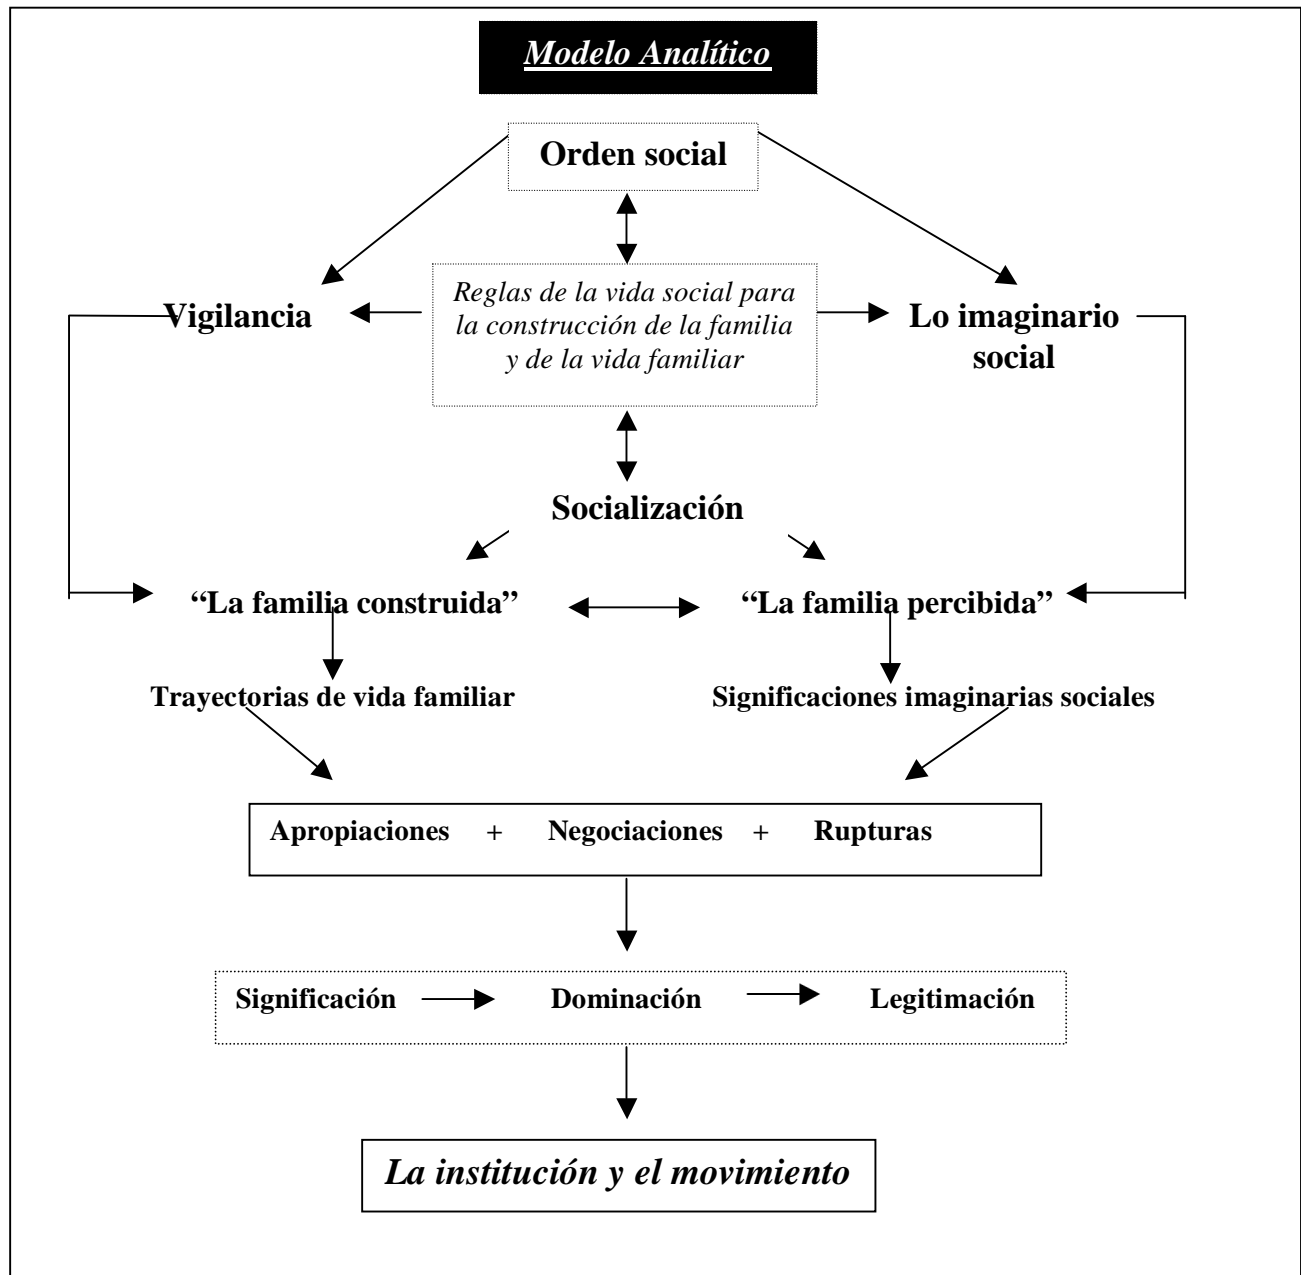 Modelo Analítico
Orden social
Reglas de la vida social para
la construcción de la familia
y de la vida familiar
Vigilancia
Lo imaginario
social
Socialización
“La familia construida”
“La familia percibida”
Trayectorias de vida familiar
Significaciones imaginarias sociales
Apropiaciones + Negociaciones + Rupturas
Significación Dominación Legitimación
La institución y el movimiento